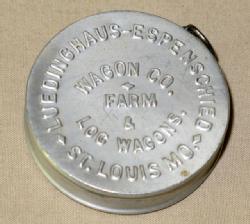 LUEDINGHAUS-ESPENSCHIED
WAGON CO.
FARM
&
LOG WAGONS.
ST. LOUIS MO.